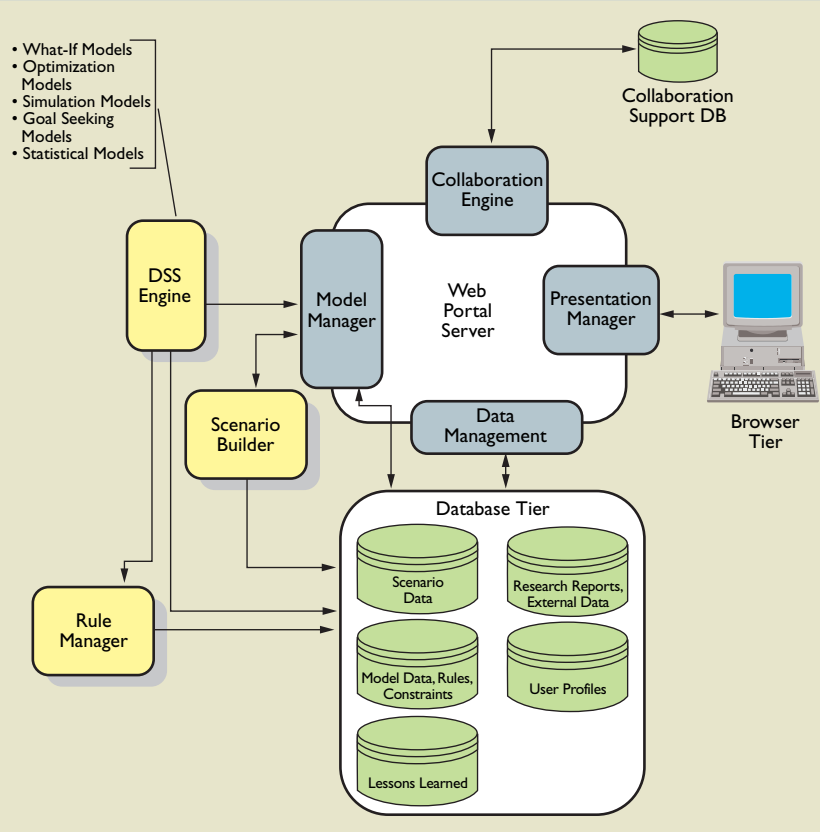 • What-If Models
• Optimization
Models
• Simulation Models
• Goal Seeking
Models
• Statistical Models
Collaboration
Support DB
Collaboration
Engine
DSS
Engine
Model
Manager
Web
Portal
Server
Presentation
Manager
Browser
Tier
Scenario
Builder
Data
Management
Database Tier
Scenario
Data
Research Reports,
External Data
Rule
Manager
Model Data, Rules,
Constraints
User Profiles
Lessons Learned